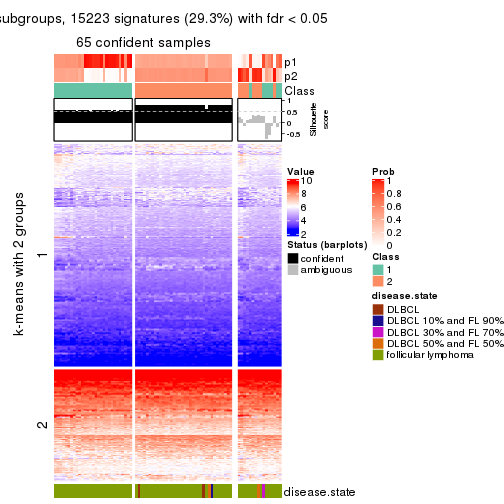 subgroups, 15223 signatures (29.3%) with fdr < 0.05
65 confident samples
p1
p2
Class
1
0.5
0
-0.5
Silhouette
score
k-means with 2 groups
1
2
disease.state
Value
10
8
6
4
2
Status (barplots)
confident
ambiguous
Prob
1
0.8
0.6
0.4
0.2
0
Class
1
2
disease.state
DLBCL
DLBCL 10% and FL 90%
DLBCL 30% and FL 70%
DLBCL 50% and FL 50%
follicular lymphoma